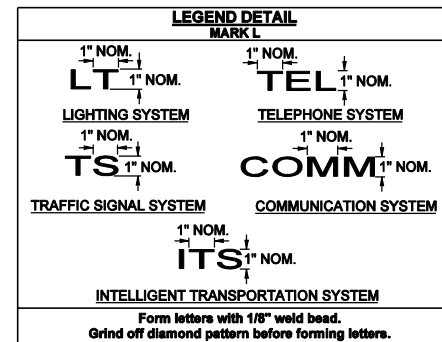 LEGEND DETAIL
MARK L
1" NOM. 1" NOM.
LT 1" NOM. TEL 1" NOM.
LIGHTING SYSTEM TELEPHONE SYSTEM
1" NOM. 1" NOM.
TS 1" NOM. COMM 1" NOM.
TRAFFIC SIGNAL SYSTEM COMMUNICATION SYSTEM
1" NOM.
ITS 1" NOM.
INTELLIGENT TRANSPORTATION SYSTEM
Form letters with 1/8" weld bead.
Grind off diamond pattern before forming letters.